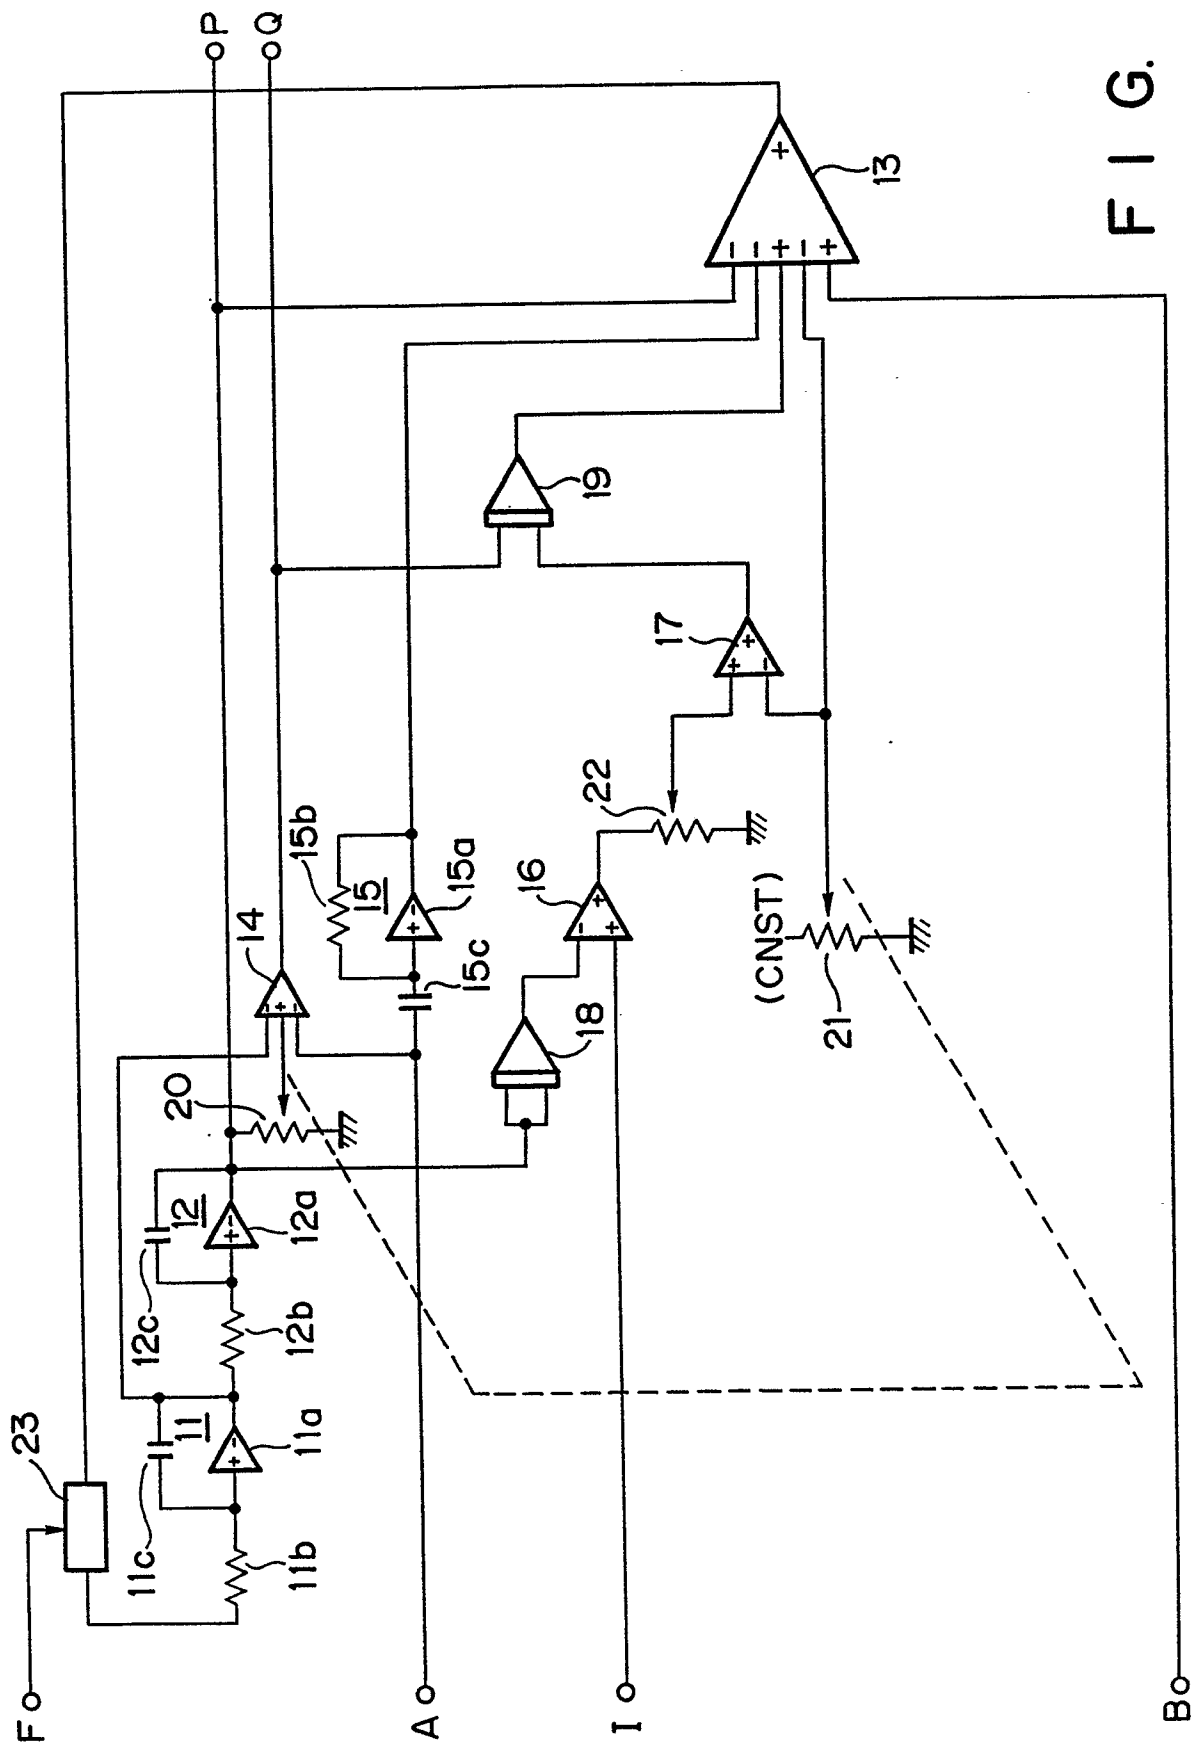 P
Q
F
23
11c
11
11a
11b
12c
12
12a
12b
20
14
15b
15
15a
15c
18
16
22
17
19
13
(CNST)
21
A
I
B
+
−
+
−
−
+
−
+
−
−
+
+
+
−
+
−
−
+
−
+
+
F I G.